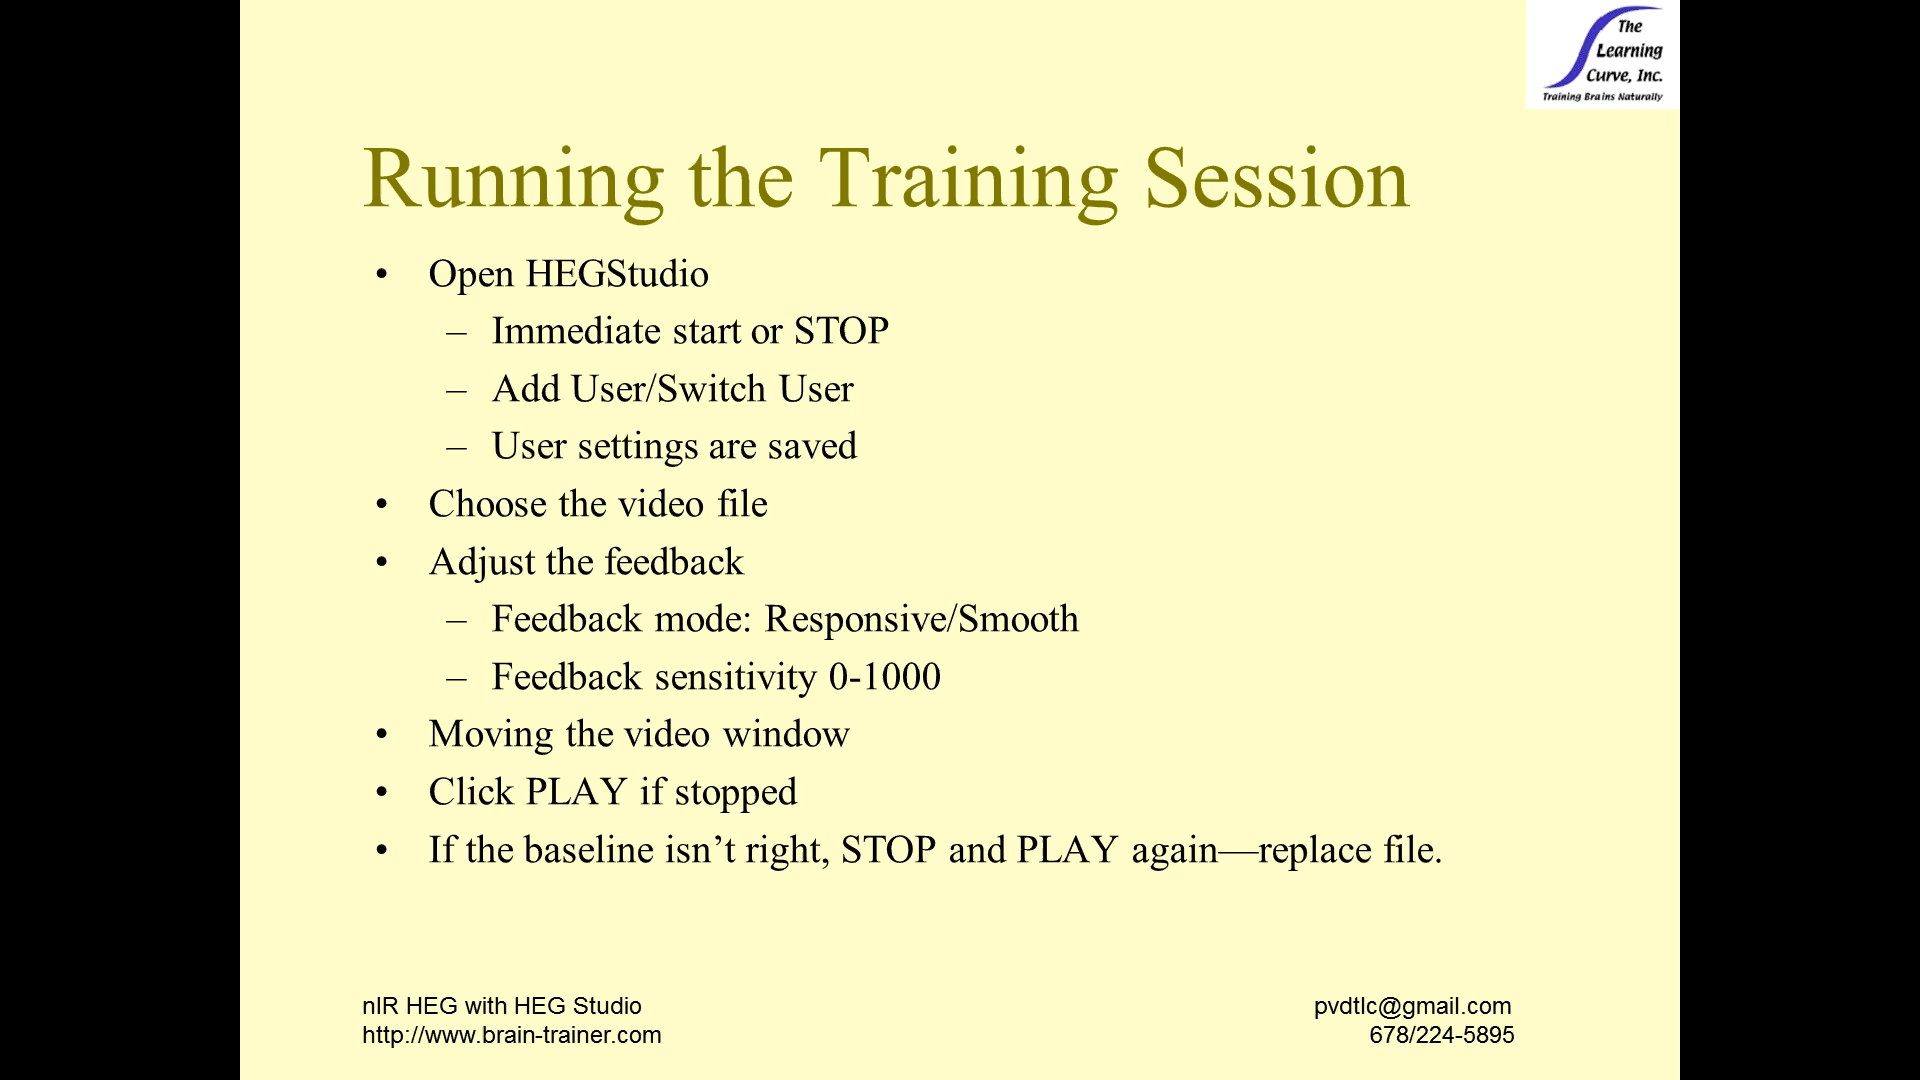 The
Learning
Curve, Inc.
Training Brains Naturally
Running the Training Session
• Open HEGStudio
– Immediate start or STOP
– Add User/Switch User
– User settings are saved
• Choose the video file
• Adjust the feedback
– Feedback mode: Responsive/Smooth
– Feedback sensitivity 0-1000
• Moving the video window
• Click PLAY if stopped
• If the baseline isn’t right, STOP and PLAY again—replace file.
nIR HEG with HEG Studio
http://www.brain-trainer.com
pvdtlc@gmail.com
678/224-5895